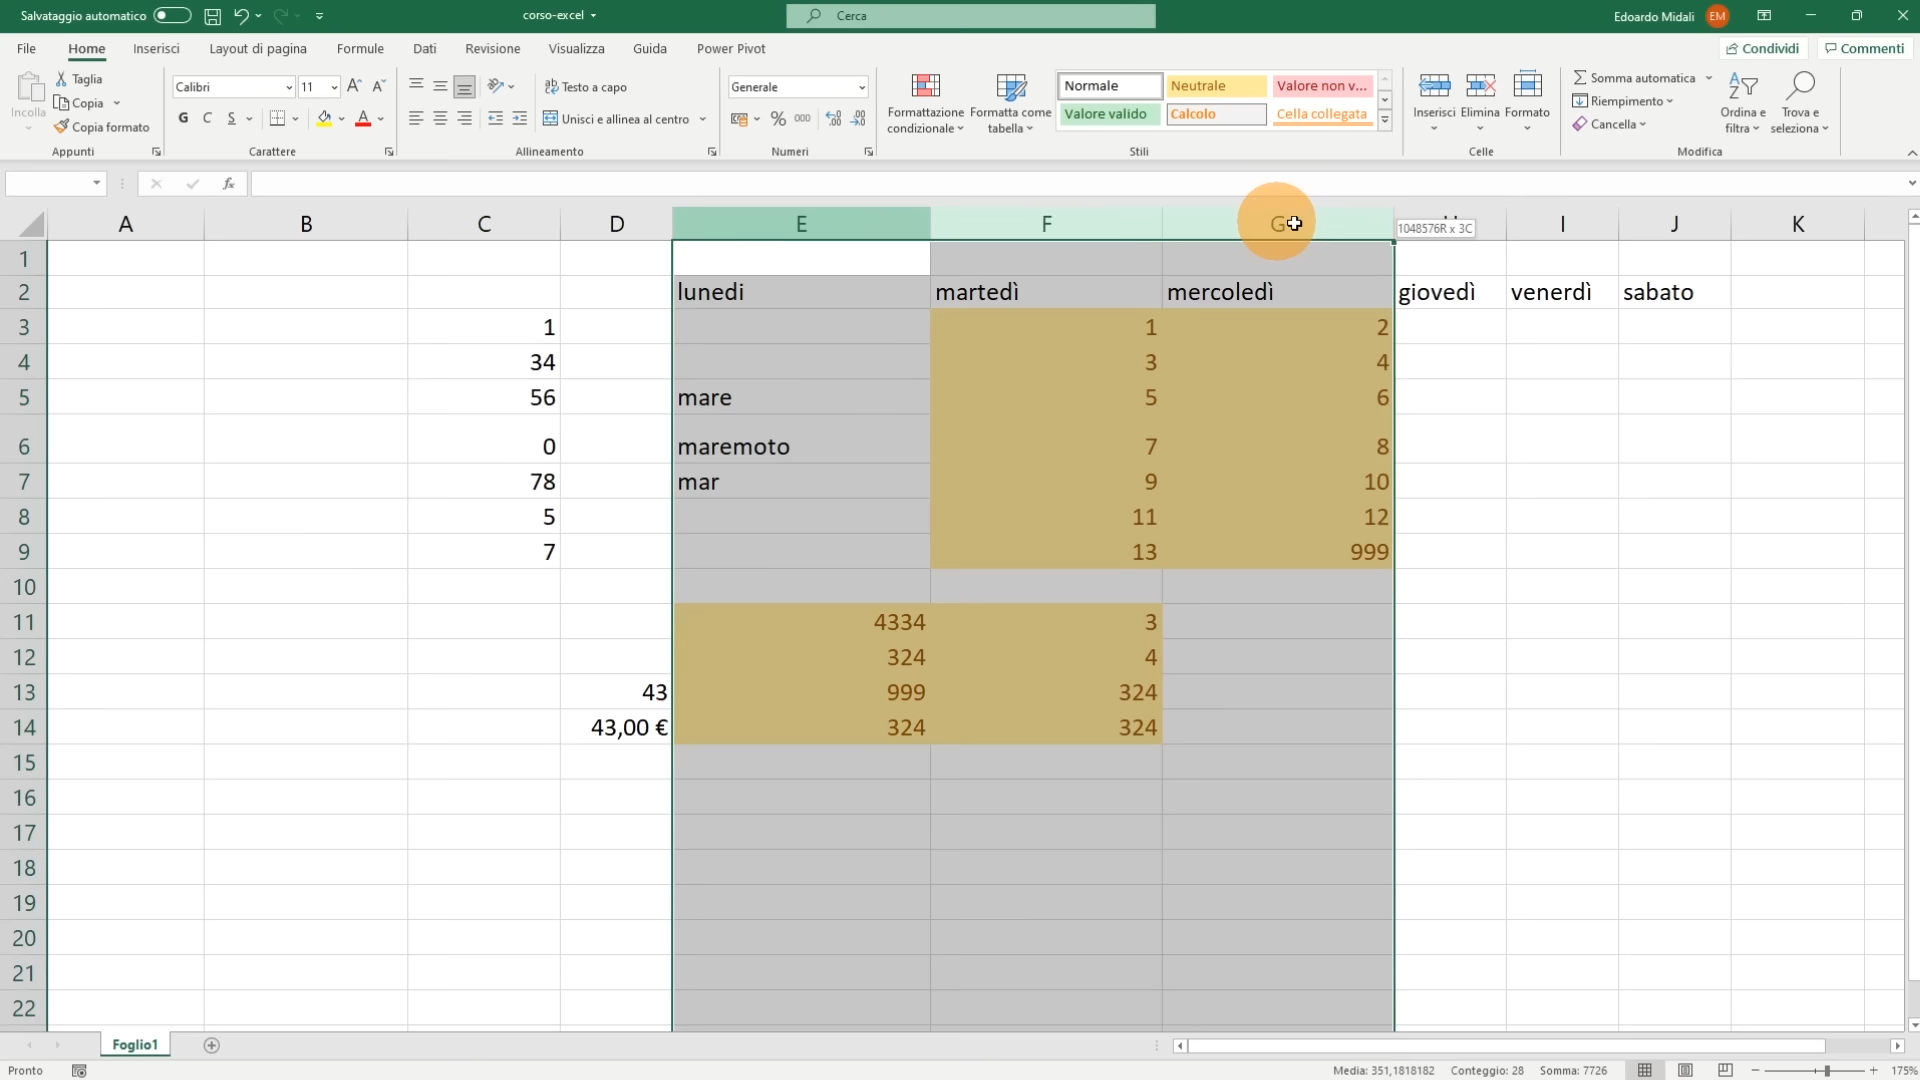 Salvataggio automatico
corso-excel
Cerca
Edoardo Midali EM
File Home Inserisci Layout di pagina Formule Dati Revisione Visualizza Guida Power Pivot
Condividi Commenti
Incolla
Taglia
Copia
Copia formato
Appunti
Calibri 11
G C S
Carattere
Testo a capo
Unisci e allinea al centro
Allineamento
Generale
% 000
Numeri
Formattazione condizionale
Formatta come tabella
Normale Neutrale Valore non v...
Valore valido Calcolo Cella collegata
Stili
Inserisci Elimina Formato
Celle
Somma automatica
Riempimento
Cancella
Ordina e filtra
Trova e seleziona
Modifica
fx
A B C D E F G I J K
1048576R x 3C
1
2 lunedi martedì mercoledì giovedì venerdì sabato
3 1 1 2
4 34 3 4
5 56 mare 5 6
6 0 maremoto 7 8
7 78 mar 9 10
8 5 11 12
9 7 13 999
10
11 4334 3
12 324 4
13 43 999 324
14 43,00 € 324 324
15
16
17
18
19
20
21
22
Foglio1
Pronto
Media: 351,1818182 Conteggio: 28 Somma: 7726
175%